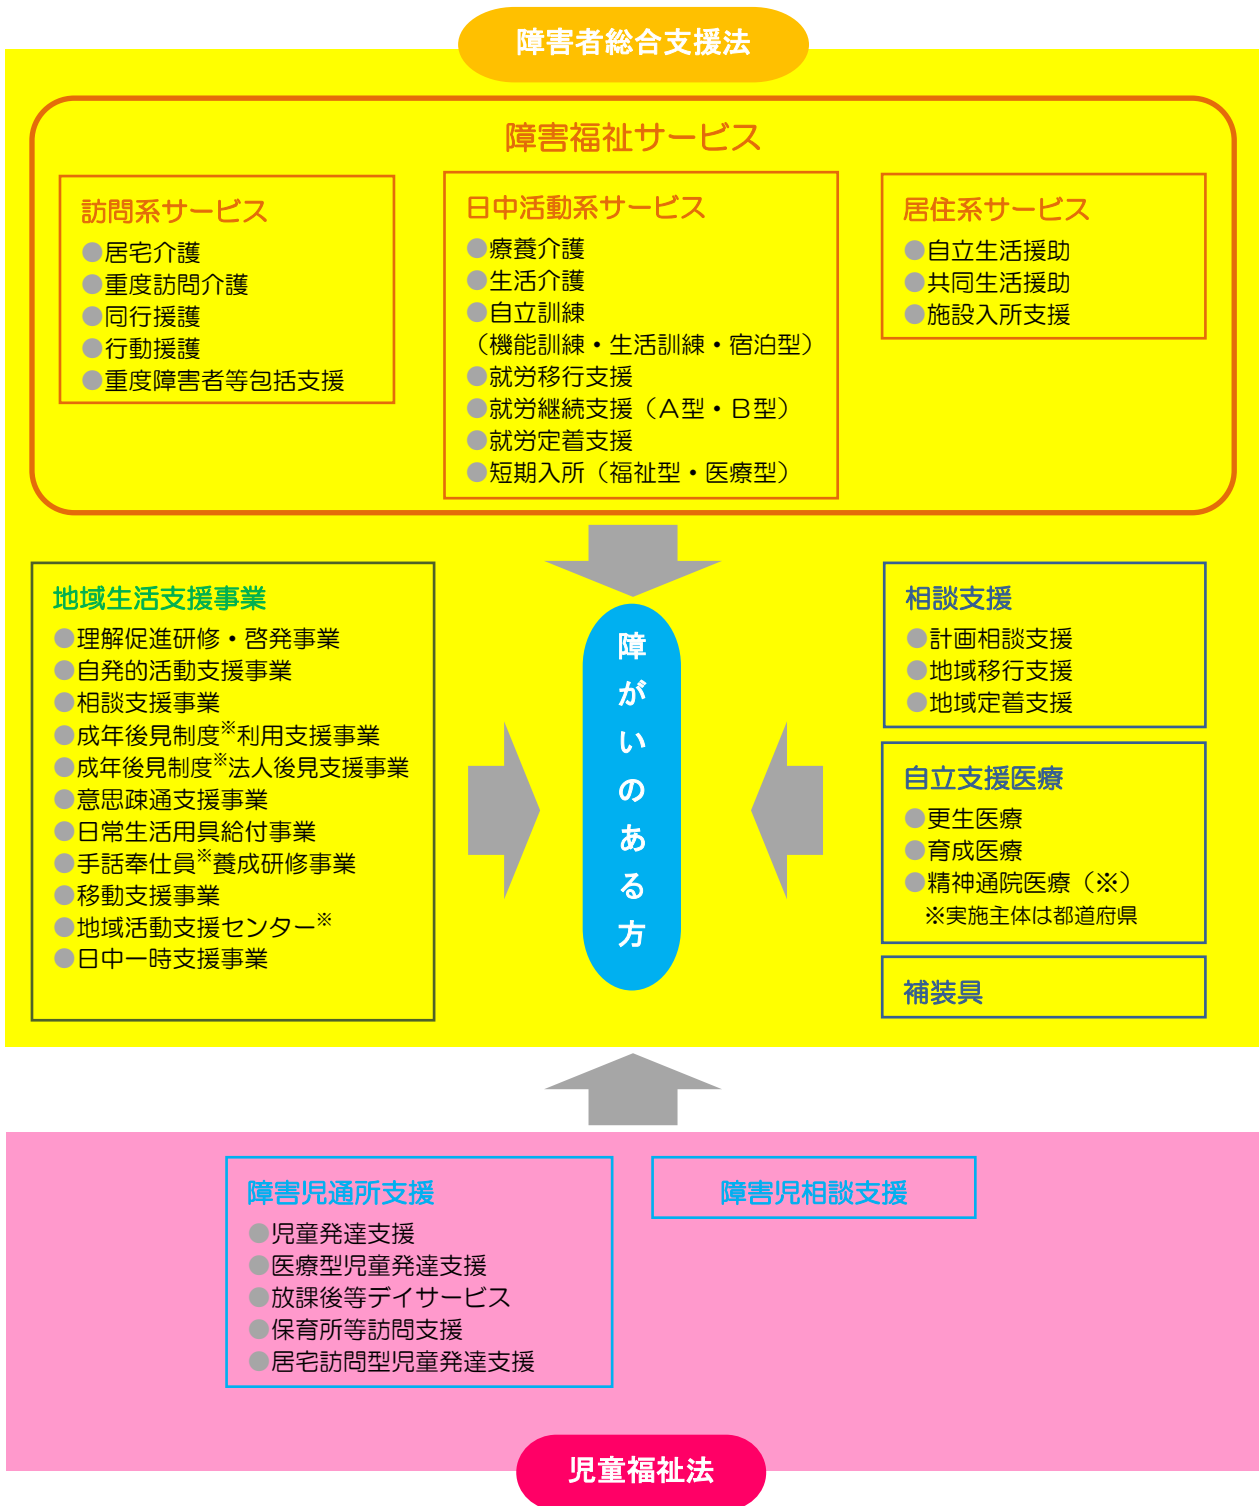 障害者総合支援法
障害福祉サービス
訪問系サービス
●居宅介護
●重度訪問介護
●同行援護
●行動援護
●重度障害者等包括支援
日中活動系サービス
●療養介護
●生活介護
●自立訓練
（機能訓練・生活訓練・宿泊型）
●就労移行支援
●就労継続支援（Ａ型・Ｂ型）
●就労定着支援
●短期入所（福祉型・医療型）
居住系サービス
●自立生活援助
●共同生活援助
●施設入所支援
地域生活支援事業
●理解促進研修・啓発事業
●自発的活動支援事業
●相談支援事業
●成年後見制度※利用支援事業
●成年後見制度※法人後見支援事業
●意思疎通支援事業
●日常生活用具給付事業
●手話奉仕員※養成研修事業
●移動支援事業
●地域活動支援センター※
●日中一時支援事業
障がいのある方
相談支援
●計画相談支援
●地域移行支援
●地域定着支援
自立支援医療
●更生医療
●育成医療
●精神通院医療（※）
※実施主体は都道府県
補装具
障害児通所支援
●児童発達支援
●医療型児童発達支援
●放課後等デイサービス
●保育所等訪問支援
●居宅訪問型児童発達支援
障害児相談支援
児童福祉法